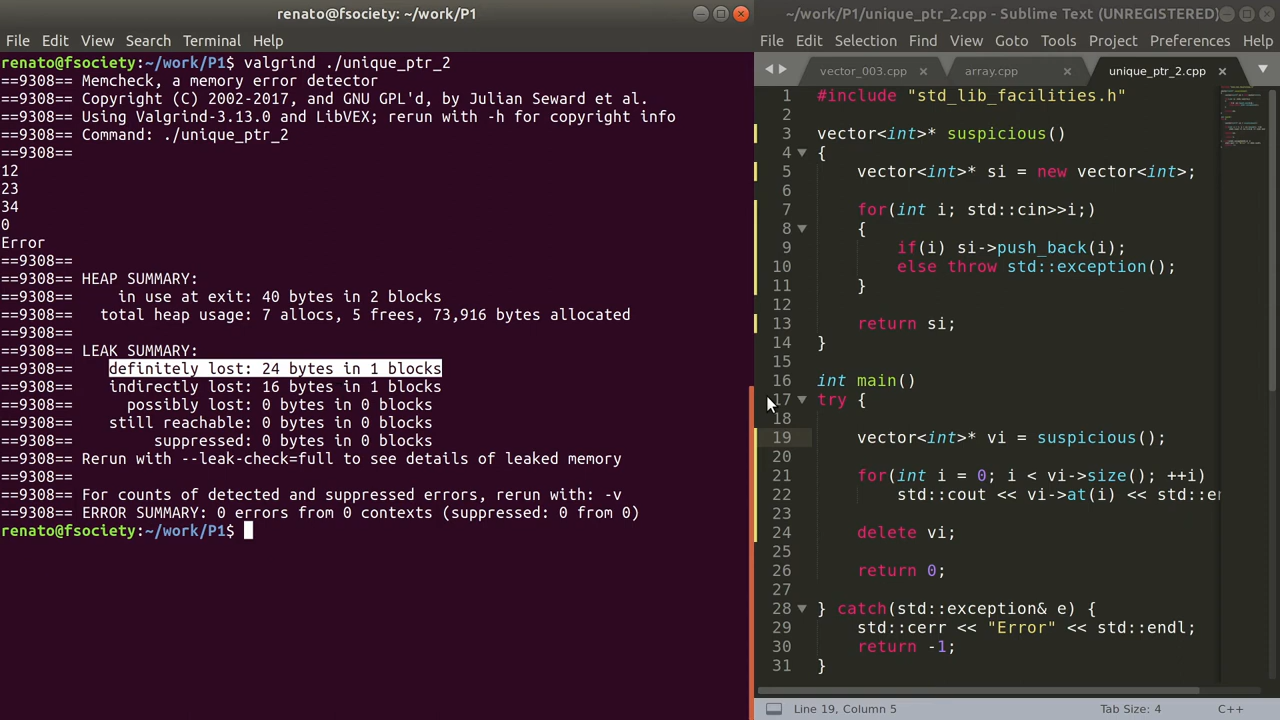 renato@fsociety: ~/work/P1
File Edit View Search Terminal Help
renato@fsociety:~/work/P1$ valgrind ./unique_ptr_2
==9308== Memcheck, a memory error detector
==9308== Copyright (C) 2002-2017, and GNU GPL'd, by Julian Seward et al.
==9308== Using Valgrind-3.13.0 and LibVEX; rerun with -h for copyright info
==9308== Command: ./unique_ptr_2
==9308==
12
23
34
0
Error
==9308==
==9308== HEAP SUMMARY:
==9308==     in use at exit: 40 bytes in 2 blocks
==9308==   total heap usage: 7 allocs, 5 frees, 73,916 bytes allocated
==9308==
==9308== LEAK SUMMARY:
==9308==    definitely lost: 24 bytes in 1 blocks
==9308==    indirectly lost: 16 bytes in 1 blocks
==9308==      possibly lost: 0 bytes in 0 blocks
==9308==    still reachable: 0 bytes in 0 blocks
==9308==         suppressed: 0 bytes in 0 blocks
==9308== Rerun with --leak-check=full to see details of leaked memory
==9308==
==9308== For counts of detected and suppressed errors, rerun with: -v
==9308== ERROR SUMMARY: 0 errors from 0 contexts (suppressed: 0 from 0)
renato@fsociety:~/work/P1$
~/work/P1/unique_ptr_2.cpp - Sublime Text (UNREGISTERED)
File Edit Selection Find View Goto Tools Project Preferences Help
vector_003.cpp array.cpp unique_ptr_2.cpp
1 #include "std_lib_facilities.h"
2
3 vector<int>* suspicious()
4 {
5     vector<int>* si = new vector<int>;
6
7     for(int i; std::cin>>i;)
8     {
9         if(i) si->push_back(i);
10         else throw std::exception();
11     }
12
13     return si;
14 }
15
16 int main()
17 try {
18
19     vector<int>* vi = suspicious();
20
21     for(int i = 0; i < vi->size(); ++i)
22         std::cout << vi->at(i) << std::e
23
24     delete vi;
25
26     return 0;
27
28 } catch(std::exception& e) {
29     std::cerr << "Error" << std::endl;
30     return -1;
31 }
Line 19, Column 5 Tab Size: 4 C++